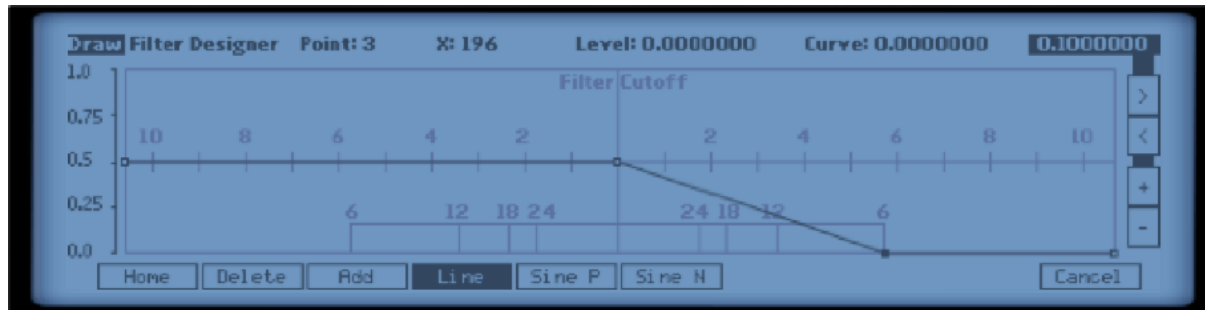 Draw Filter Designer Point: 3 X: 196 Level: 0.0000000 Curve: 0.0000000 0.1000000
1.0
Filter Cutoff
>
0.75
10 8 6 4 2 2 4 6 8 10
<
0.5
+
0.25
6 12 18 24 24 18 12 6
-
0.0
Home Delete Add Line Sine P Sine N Cancel